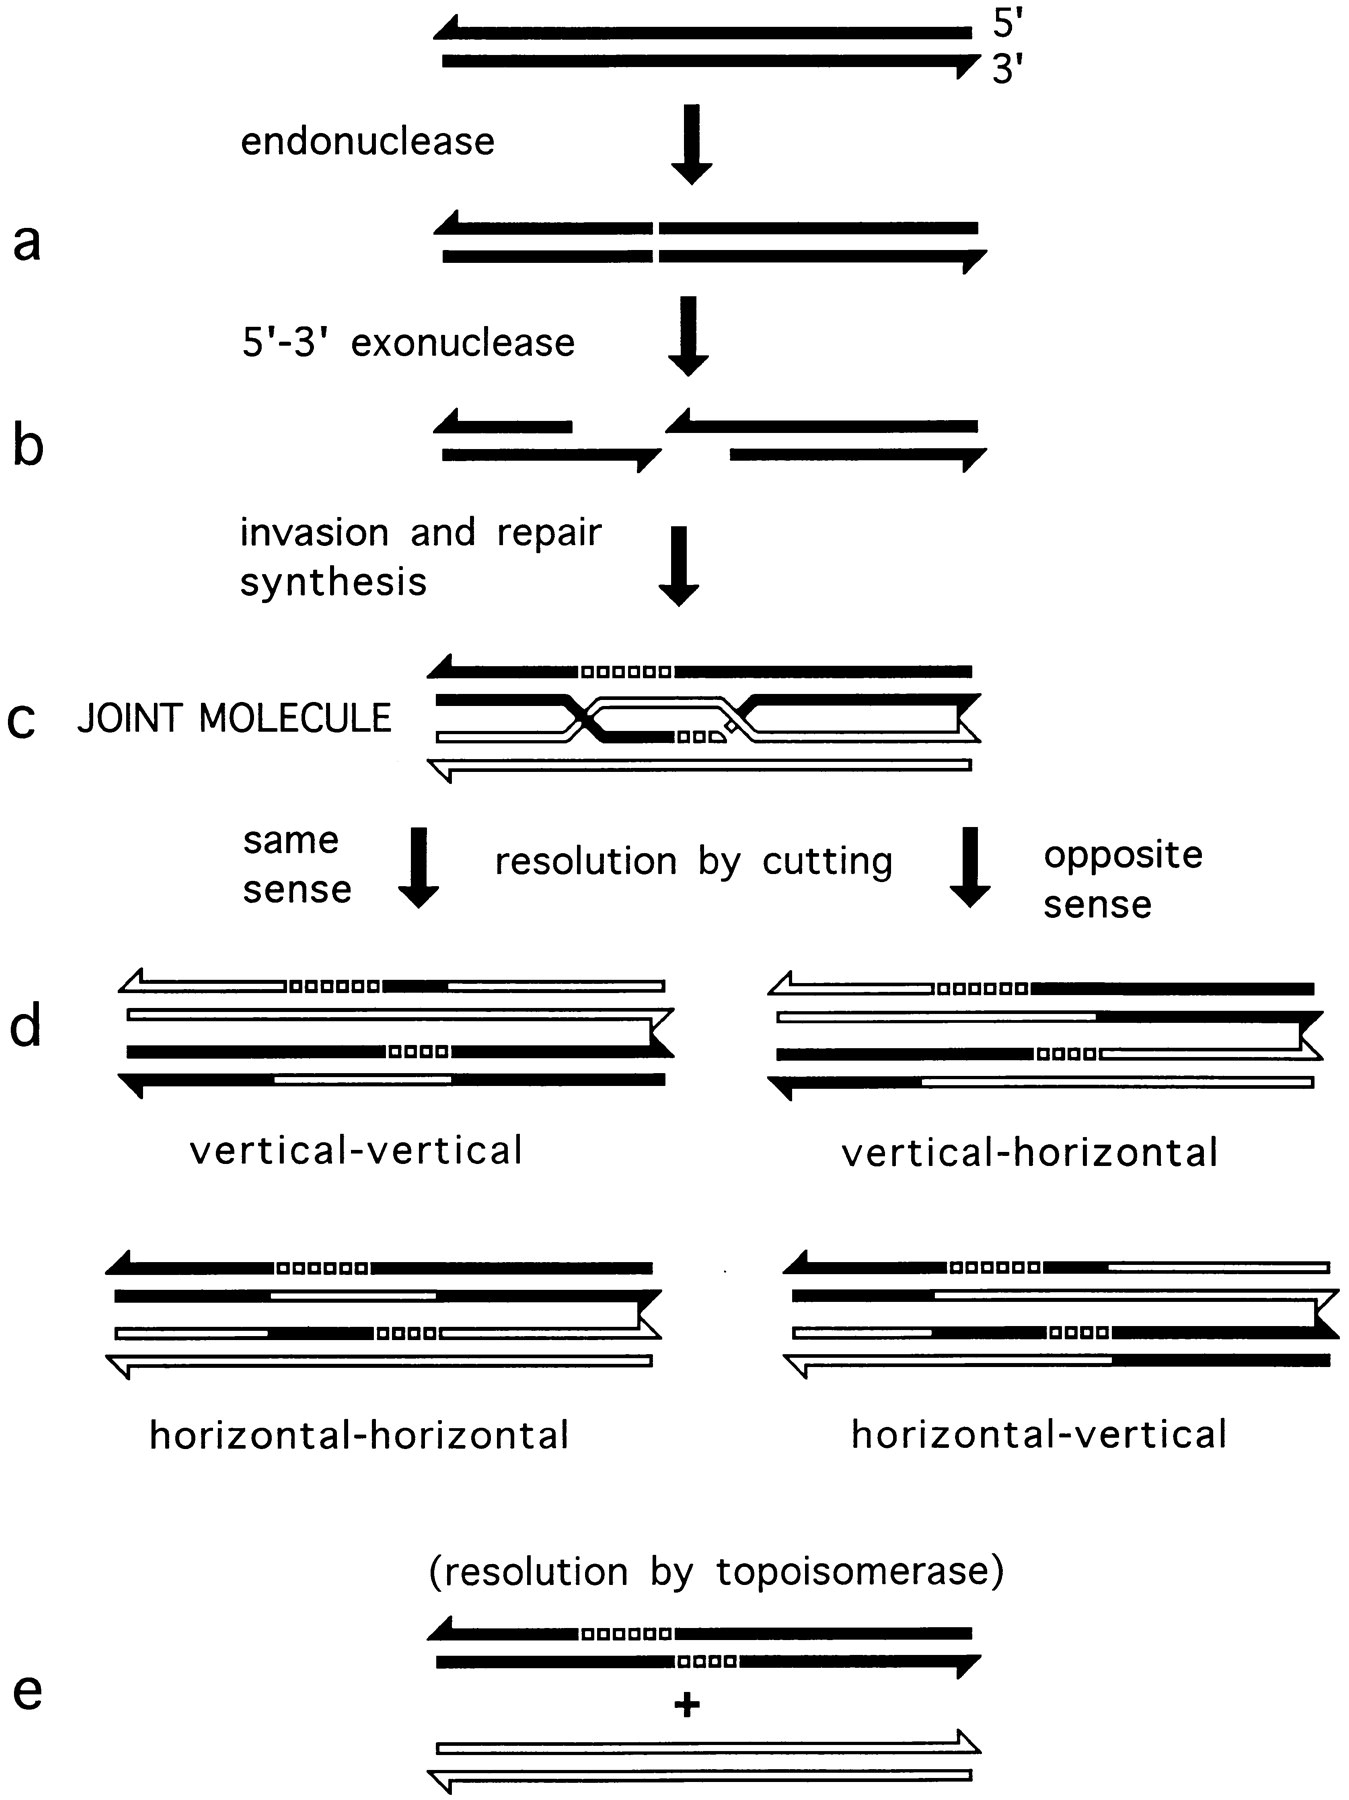 5'
3'
endonuclease
a
5'-3' exonuclease
b
invasion and repair
synthesis
c JOINT MOLECULE
same
sense
resolution by cutting
opposite
sense
d
vertical-vertical
vertical-horizontal
horizontal-horizontal
horizontal-vertical
(resolution by topoisomerase)
e
+